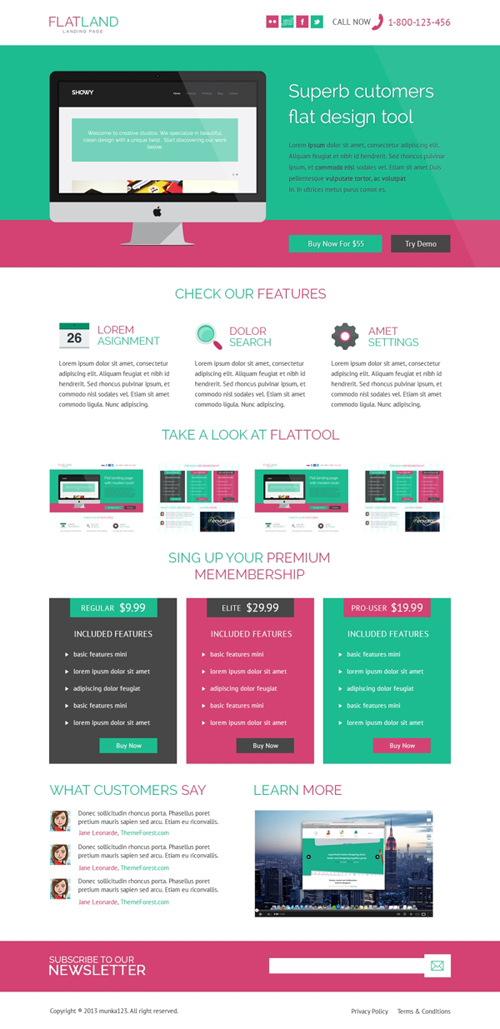 FLATLAND
LANDING PAGE
CALL NOW 1-800-123-456
SHOWY
Welcome to creative studios. We specialize in beautiful,
clean design with a unique twist. Start discovering our work
below.
Superb cutomers
flat design tool
Lorem ipsum dolor sit amet, consectetur
adipiscing elit. Aliquam id nibh hendrerit.
Sed rhoncus pulvinar
ipsum, et commodo nisl sodales
vel. Etiam sit amet Duis
pellentesque vulputate tortor, ac volutpat
in. In ultrices metus purus comoe es.
Buy Now For $55
Try Demo
CHECK OUR FEATURES
26
LOREM
ASIGNMENT
Lorem ipsum dolor sit amet, consectetur
adipiscing elit. Aliquam id nibh
hendrerit. Sed rhoncus pulvinar ipsum, et
commodo nisl sodales vel. Etiam sit amet
commodo ligula. Nunc adipiscing.
DOLOR
SEARCH
Lorem ipsum dolor sit amet, consectetur
adipiscing elit. Aliquam id nibh
hendrerit. Sed rhoncus pulvinar ipsum, et
commodo nisl sodales vel. Etiam sit amet
commodo ligula. Nunc adipiscing.
AMET
SETTINGS
Lorem ipsum dolor sit amet, consectetur
adipiscing elit. Aliquam id nibh
hendrerit. Sed rhoncus pulvinar ipsum, et
commodo nisl sodales vel. Etiam sit amet
commodo ligula. Nunc adipiscing.
TAKE A LOOK AT FLATTOOL
SING UP YOUR PREMIUM
MEMEMBERSHIP
REGULAR $9.99
INCLUDED FEATURES
basic features mini
lorem ipsum dolor sit amet
adipiscing dolor feugiat
basic features mini
lorem ipsum dolor sit amet
Buy Now
ELITE $29.99
INCLUDED FEATURES
basic features mini
lorem ipsum dolor sit amet
adipiscing dolor feugiat
basic features mini
lorem ipsum dolor sit amet
Buy Now
PRO-USER $19.99
INCLUDED FEATURES
basic features mini
lorem ipsum dolor sit amet
adipiscing dolor feugiat
basic features mini
lorem ipsum dolor sit amet
Buy Now
WHAT CUSTOMERS SAY
Donec sollicitudin rhoncus porta. Phasellus poret
pretium mauris sapien sed arcu. Etiam eu riconvallis.
Jane Leonarde, ThemeForest.com
Donec sollicitudin rhoncus porta. Phasellus poret
pretium mauris sapien sed arcu. Etiam eu riconvallis.
Jane Leonarde, ThemeForest.com
Donec sollicitudin rhoncus porta. Phasellus poret
pretium mauris sapien sed arcu. Etiam eu riconvallis.
Jane Leonarde, ThemeForest.com
LEARN MORE
SUBSCRIBE TO OUR
NEWSLETTER
Copyright © 2013 munka123. All right reserved.
Privacy Policy Terms & Conditions